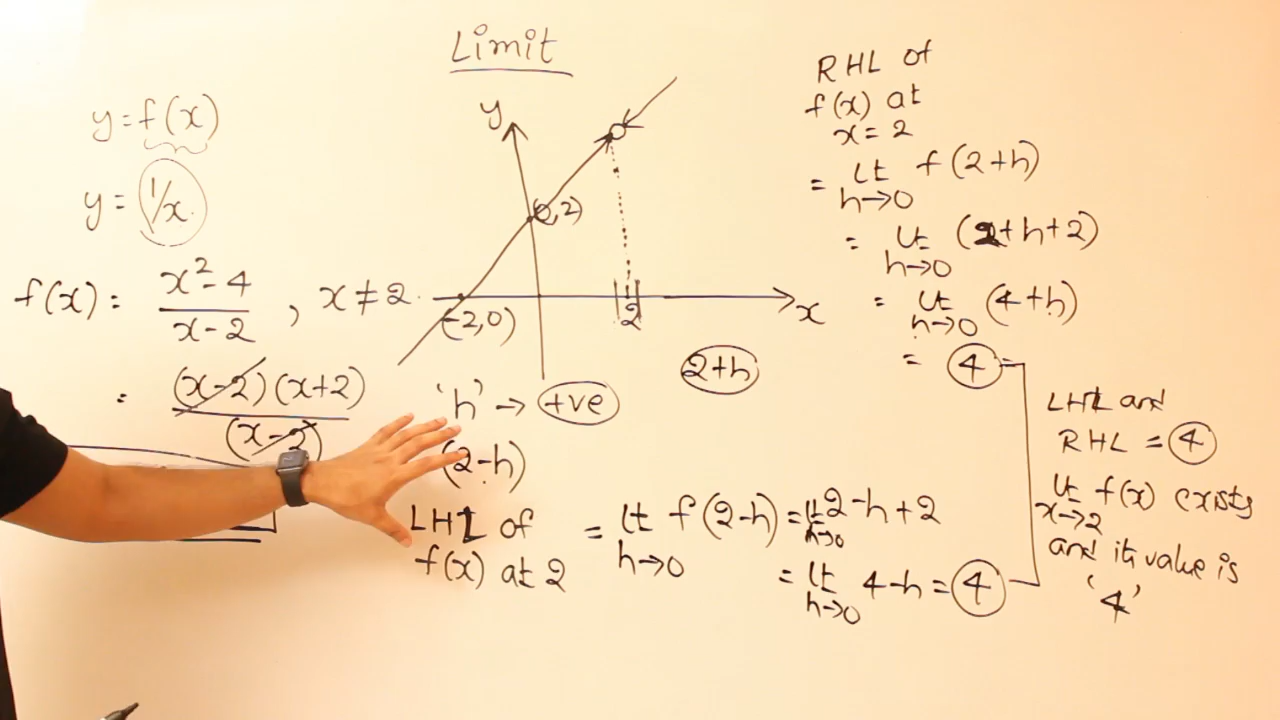 Limit
y = f(x)
y = 1/x
f(x) = x² - 4 / x - 2 , x ≠ 2
= (x-2)(x+2) / (x-2)
y
(0,2)
(-2,0)
2
x
2+h
'h' → +ve
(2-h)
LHL of
f(x) at 2
= lt h→0 f(2-h) = lt h→0 2-h+2
= lt h→0 4-h = 4
RHL of
f(x) at
x = 2
= lt h→0 f(2+h)
= lt h→0 (2+h+2)
= lt h→0 (4+h)
= 4
LHL and
RHL = 4
lt x→2 f(x) exists
and its value is
'4'